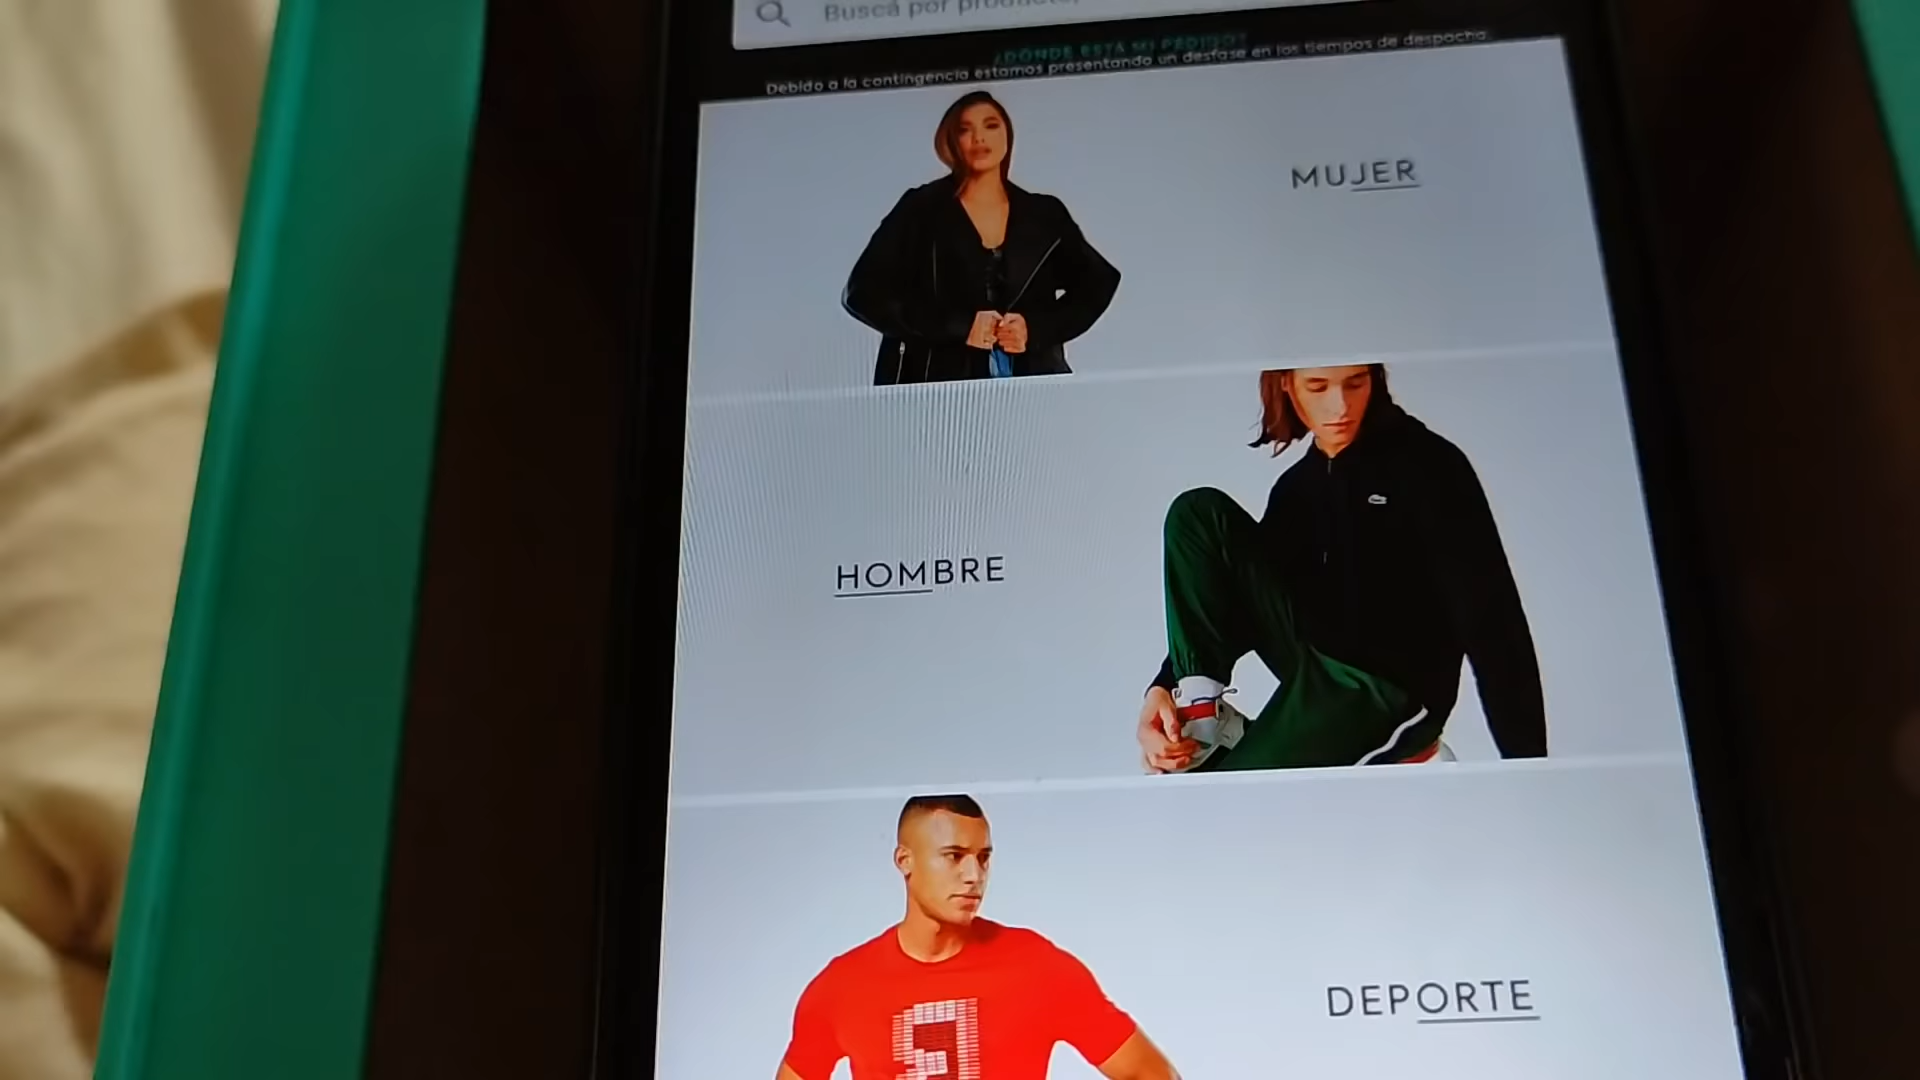 Buscá por producto,
¿DÓNDE ESTÁ MI PEDIDO?
Debido a la contingencia estamos presentando un desfase en los tiempos de despacho.
MUJER
HOMBRE
DEPORTE